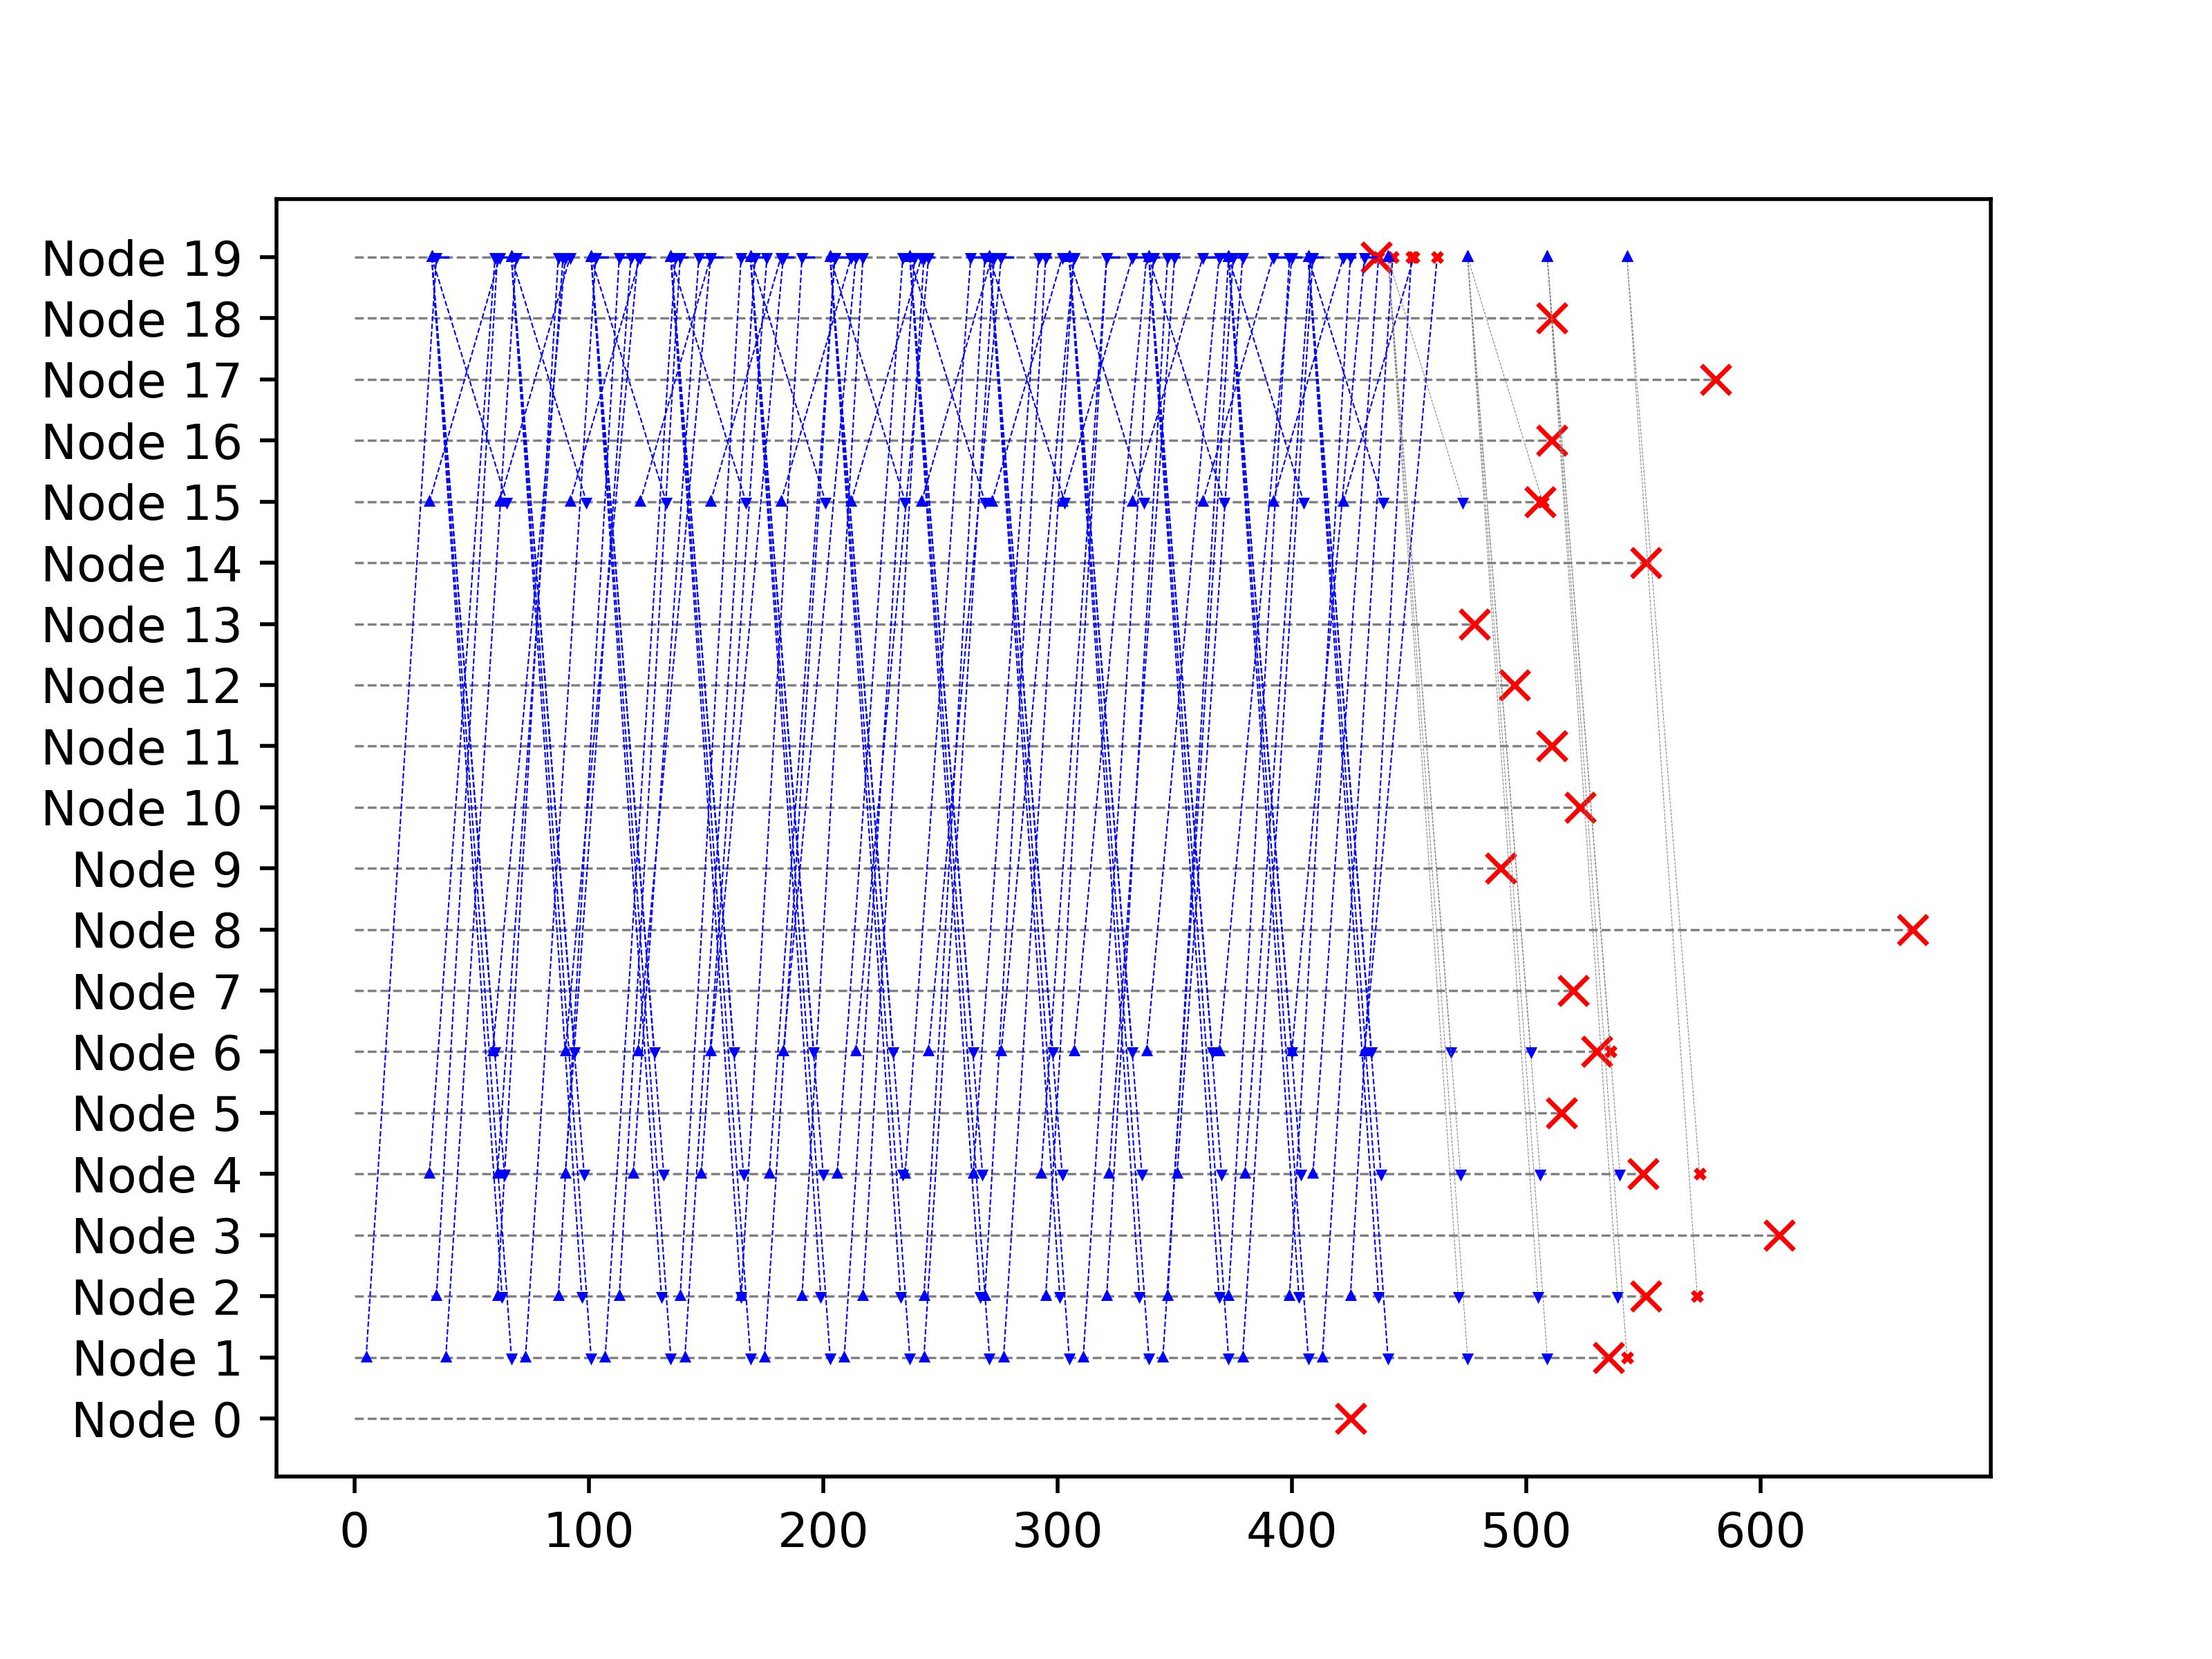 Node 19
Node 18
Node 17
Node 16
Node 15
Node 14
Node 13
Node 12
Node 11
Node 10
Node 9
Node 8
Node 7
Node 6
Node 5
Node 4
Node 3
Node 2
Node 1
Node 0
0 100 200 300 400 500 600